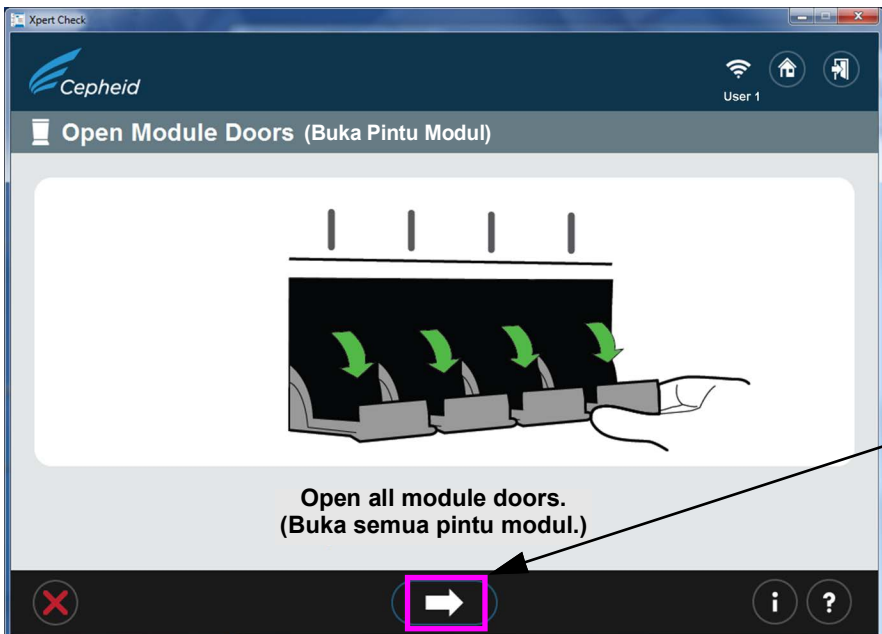 Xpert Check
Cepheid
User 1
Open Module Doors (Buka Pintu Modul)
Open all module doors.
(Buka semua pintu modul.)
i ?